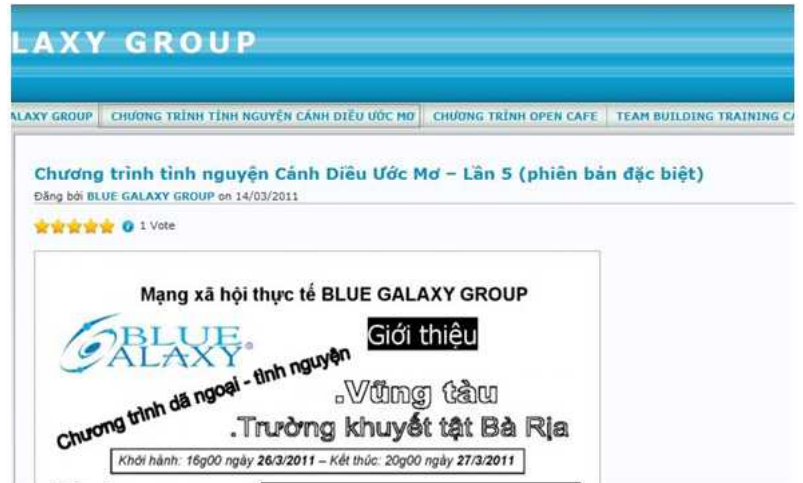 LAXY GROUP
ALAXY GROUP CHƯƠNG TRÌNH TÌNH NGUYỆN CÁNH DIỀU ƯỚC MƠ CHƯƠNG TRÌNH OPEN CAFE TEAM BUILDING TRAINING CA
Chương trình tình nguyện Cánh Diều Ước Mơ – Lần 5 (phiên bản đặc biệt)
Đăng bởi BLUE GALAXY GROUP on 14/03/2011
1 Vote
Mạng xã hội thực tế BLUE GALAXY GROUP
BLUE
GALAXY
Giới thiệu
Chương trình dã ngoại - tình nguyện
.Vũng tàu
.Trường khuyết tật Bà Rịa
Khởi hành: 16g00 ngày 26/3/2011 – Kết thúc: 20g00 ngày 27/3/2011